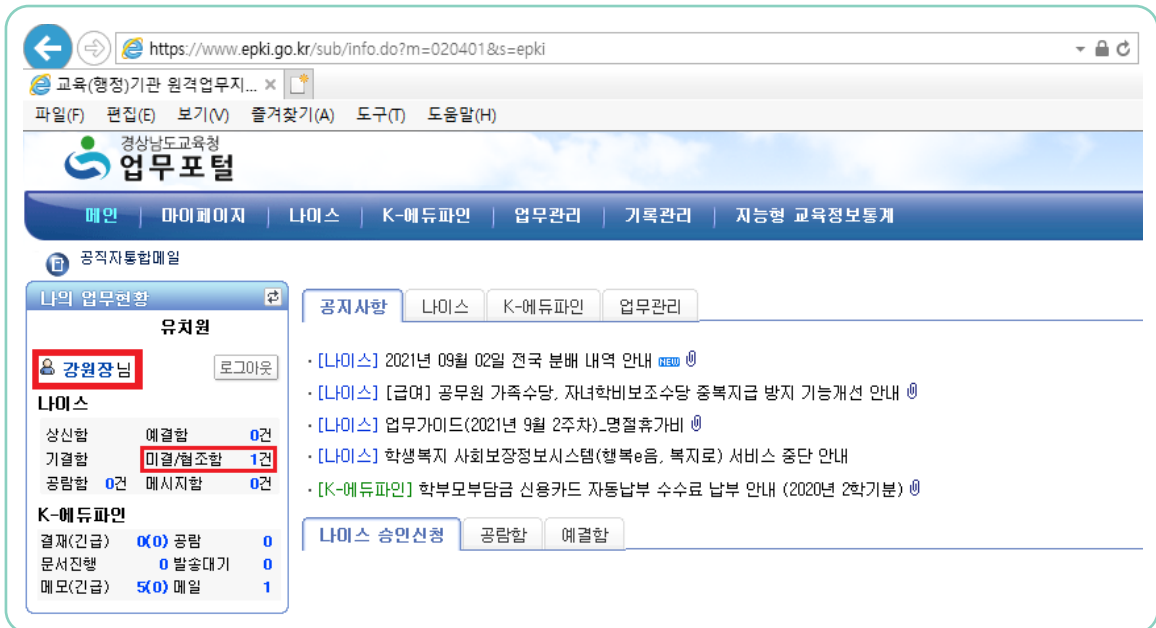 https://www.epki.go.kr/sub/info.do?m=020401&s=epki
교육(행정)기관 원격업무지... ×
파일(F) 편집(E) 보기(V) 즐겨찾기(A) 도구(T) 도움말(H)
경상남도교육청
업무포털
메인 | 마이페이지 | 나이스 | K-에듀파인 | 업무관리 | 기록관리 | 지능형 교육정보통계
공직자통합메일
나의 업무현황
유치원
강원장님 로그아웃
나이스
상신함 예결함 0건
기결함 미결/협조함 1건
공람함 0건 메시지함 0건
K-에듀파인
결재(긴급) 0(0) 공람 0
문서진행 0 발송대기 0
메모(긴급) 5(0) 메일 1
공지사항 나이스 K-에듀파인 업무관리
· [나이스] 2021년 09월 02일 전국 분배 내역 안내 NEW
· [나이스] [급여] 공무원 가족수당, 자녀학비보조수당 중복지급 방지 기능개선 안내
· [나이스] 업무가이드(2021년 9월 2주차)_명절휴가비
· [나이스] 학생복지 사회보장정보시스템(행복e음, 복지로) 서비스 중단 안내
· [K-에듀파인] 학부모부담금 신용카드 자동납부 수수료 납부 안내 (2020년 2학기분)
나이스 승인신청 공람함 예결함